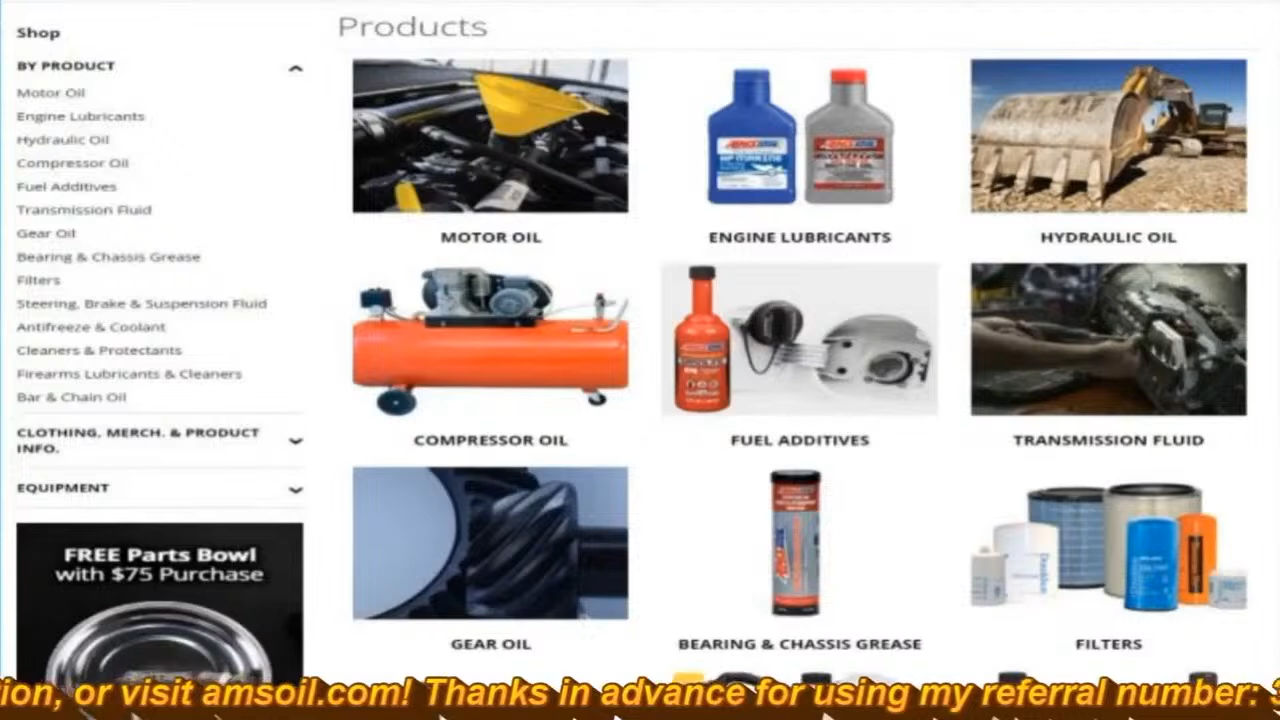 Shop
BY PRODUCT
Motor Oil
Engine Lubricants
Hydraulic Oil
Compressor Oil
Fuel Additives
Transmission Fluid
Gear Oil
Bearing & Chassis Grease
Filters
Steering, Brake & Suspension Fluid
Antifreeze & Coolant
Cleaners & Protectants
Firearms Lubricants & Cleaners
Bar & Chain Oil
CLOTHING, MERCH. & PRODUCT
INFO.
EQUIPMENT
FREE Parts Bowl
with $75 Purchase
Products
MOTOR OIL
ENGINE LUBRICANTS
HYDRAULIC OIL
COMPRESSOR OIL
FUEL ADDITIVES
TRANSMISSION FLUID
GEAR OIL
BEARING & CHASSIS GREASE
FILTERS
or visit amsoil.com! Thanks in advance for using my referral number: